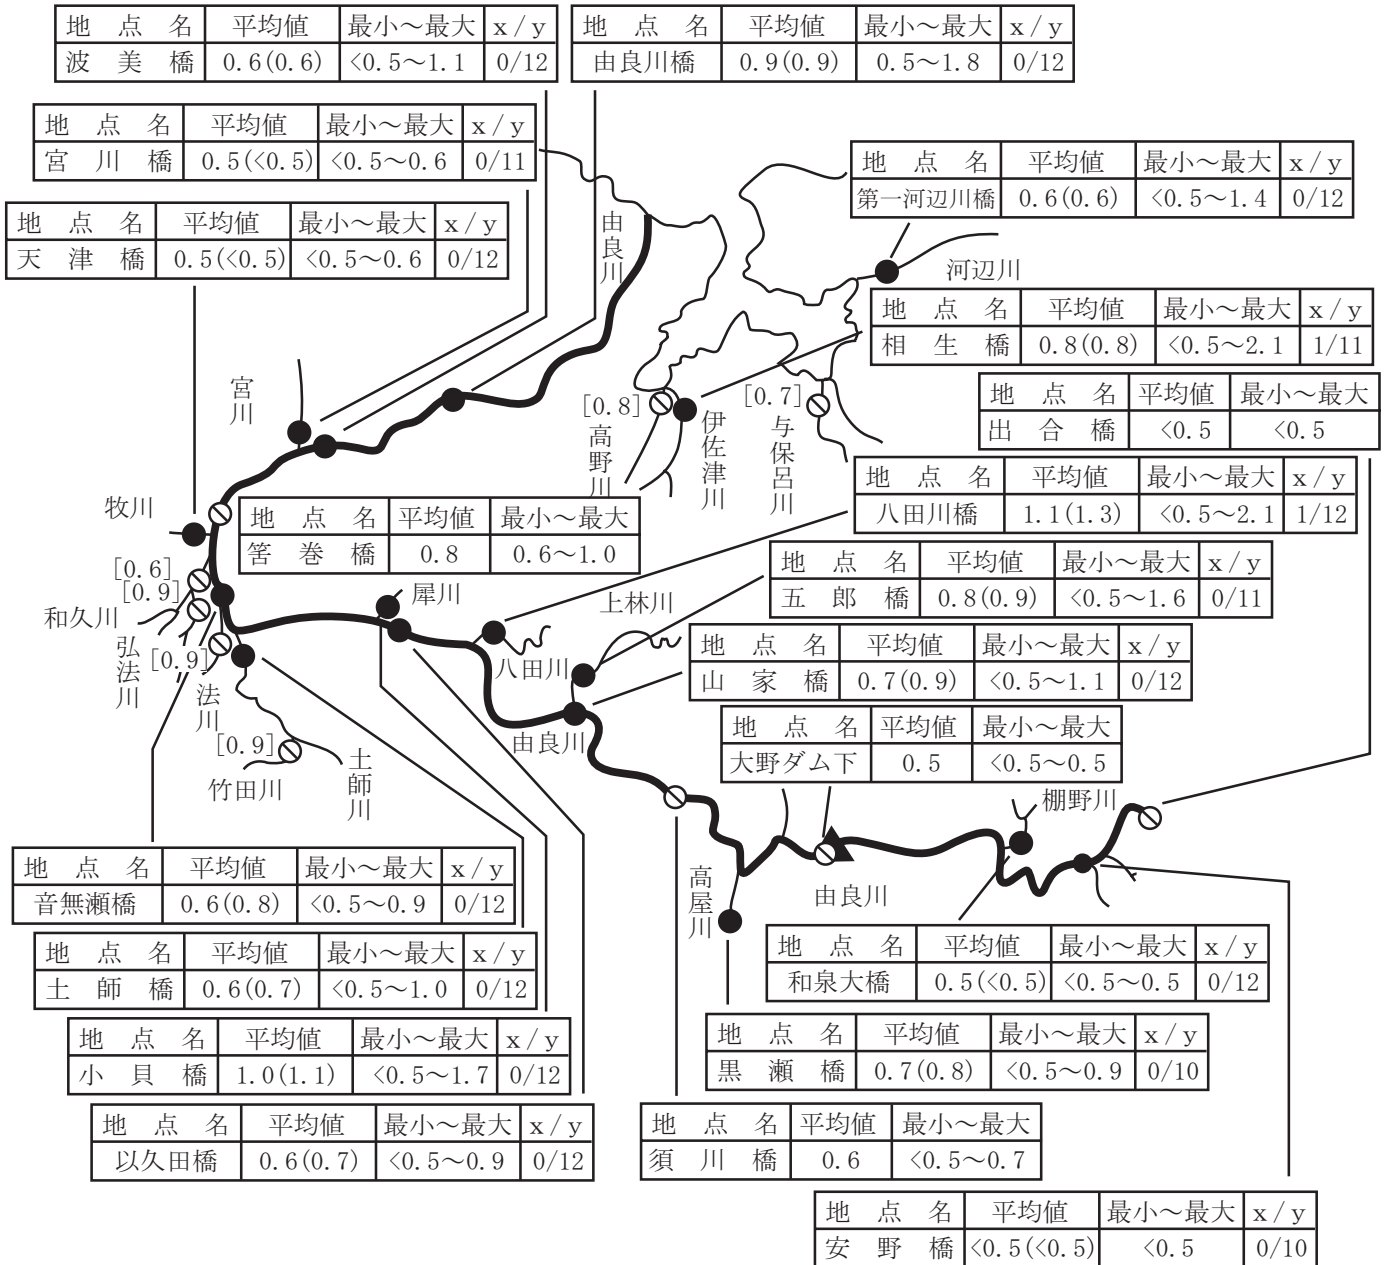 地点名 平均値 最小～最大 x/y
波美橋 0.6(0.6) <0.5～1.1 0/12
地点名 平均値 最小～最大 x/y
由良川橋 0.9(0.9) 0.5～1.8 0/12
地点名 平均値 最小～最大 x/y
宮川橋 0.5(<0.5) <0.5～0.6 0/11
地点名 平均値 最小～最大 x/y
第一河辺川橋 0.6(0.6) <0.5～1.4 0/12
地点名 平均値 最小～最大 x/y
天津橋 0.5(<0.5) <0.5～0.6 0/12
由良川
河辺川
地点名 平均値 最小～最大 x/y
相生橋 0.8(0.8) <0.5～2.1 1/11
宮川
[0.8]
高野川
伊佐津川
[0.7]
与保呂川
地点名 平均値 最小～最大
出合橋 <0.5 <0.5
地点名 平均値 最小～最大 x/y
八田川橋 1.1(1.3) <0.5～2.1 1/12
牧川
地点名 平均値 最小～最大
筈巻橋 0.8 0.6～1.0
地点名 平均値 最小～最大 x/y
五郎橋 0.8(0.9) <0.5～1.6 0/11
[0.6]
[0.9]
和久川
犀川
上林川
弘法川
[0.9]
法川
八田川
地点名 平均値 最小～最大 x/y
山家橋 0.7(0.9) <0.5～1.1 0/12
由良川
[0.9]
竹田川
土師川
地点名 平均値 最小～最大
大野ダム下 0.5 <0.5～0.5
棚野川
高屋川
由良川
地点名 平均値 最小～最大 x/y
音無瀬橋 0.6(0.8) <0.5～0.9 0/12
地点名 平均値 最小～最大 x/y
土師橋 0.6(0.7) <0.5～1.0 0/12
地点名 平均値 最小～最大 x/y
和泉大橋 0.5(<0.5) <0.5～0.5 0/12
地点名 平均値 最小～最大 x/y
小貝橋 1.0(1.1) <0.5～1.7 0/12
地点名 平均値 最小～最大 x/y
黒瀬橋 0.7(0.8) <0.5～0.9 0/10
地点名 平均値 最小～最大 x/y
以久田橋 0.6(0.7) <0.5～0.9 0/12
地点名 平均値 最小～最大
須川橋 0.6 <0.5～0.7
地点名 平均値 最小～最大 x/y
安野橋 <0.5(<0.5) <0.5 0/10